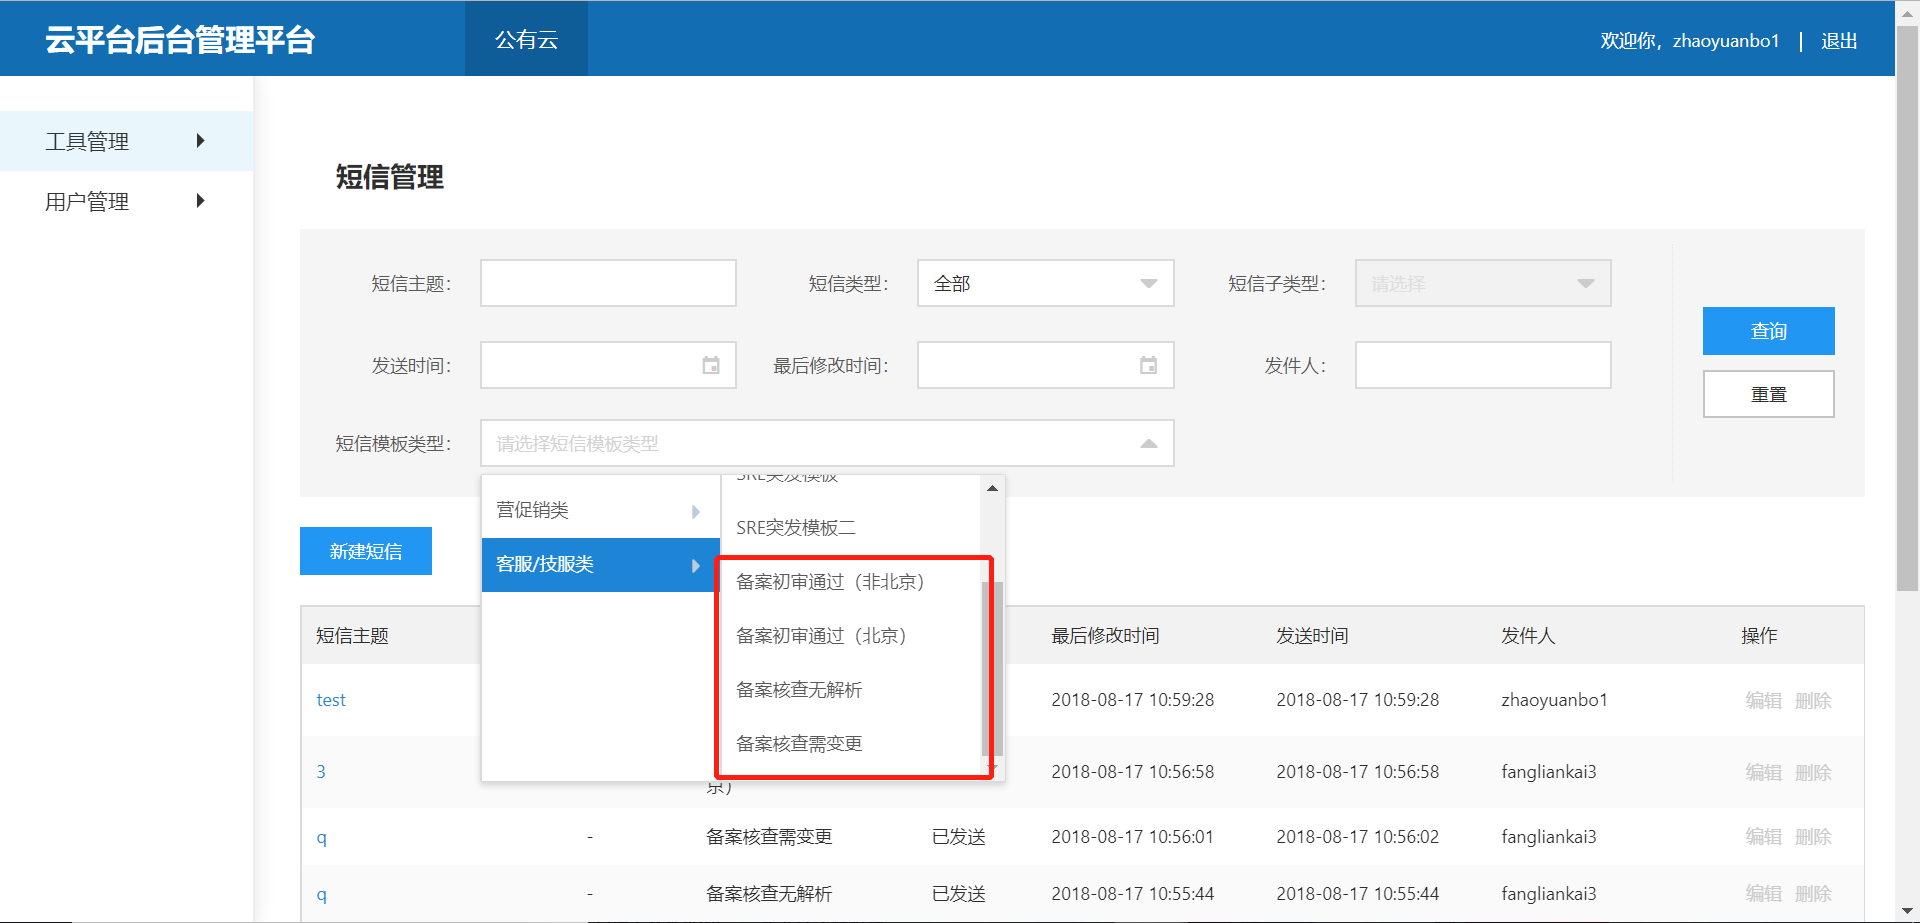 云平台后台管理平台
公有云
欢迎你，zhaoyuanbo1 | 退出
工具管理
用户管理
短信管理
短信主题：
短信类型：
全部
短信子类型：
请选择
发送时间：
最后修改时间：
发件人：
查询
重置
短信模板类型：
请选择短信模板类型
营促销类
客服/技服类
SRE突发模板
SRE突发模板二
备案初审通过（非北京）
备案初审通过（北京）
备案核查无解析
备案核查需变更
新建短信
短信主题 最后修改时间 发送时间 发件人 操作
test 2018-08-17 10:59:28 2018-08-17 10:59:28 zhaoyuanbo1 编辑 删除
3 2018-08-17 10:56:58 2018-08-17 10:56:58 fangliankai3 编辑 删除
京）
q - 备案核查需变更 已发送 2018-08-17 10:56:01 2018-08-17 10:56:02 fangliankai3 编辑 删除
q - 备案核查无解析 已发送 2018-08-17 10:55:44 2018-08-17 10:55:44 fangliankai3 编辑 删除